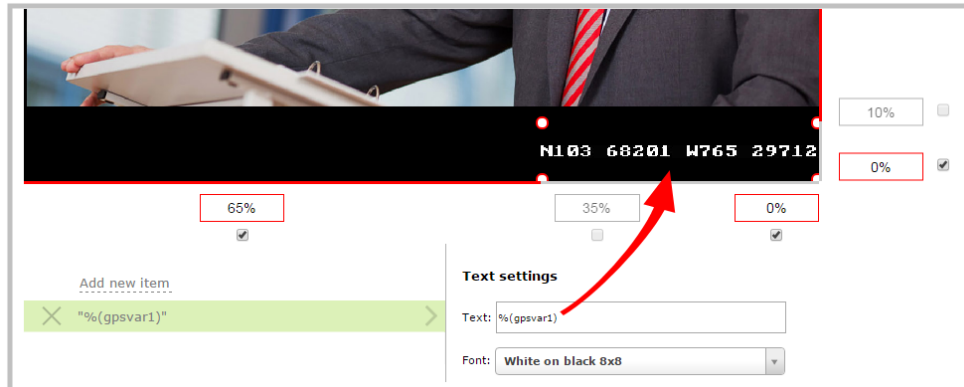 10%
N103 68201 W765 29712
0%
65%
35%
0%
Add new item
"%(gpsvar1)"
Text settings
Text: %(gpsvar1)
Font: White on black 8x8